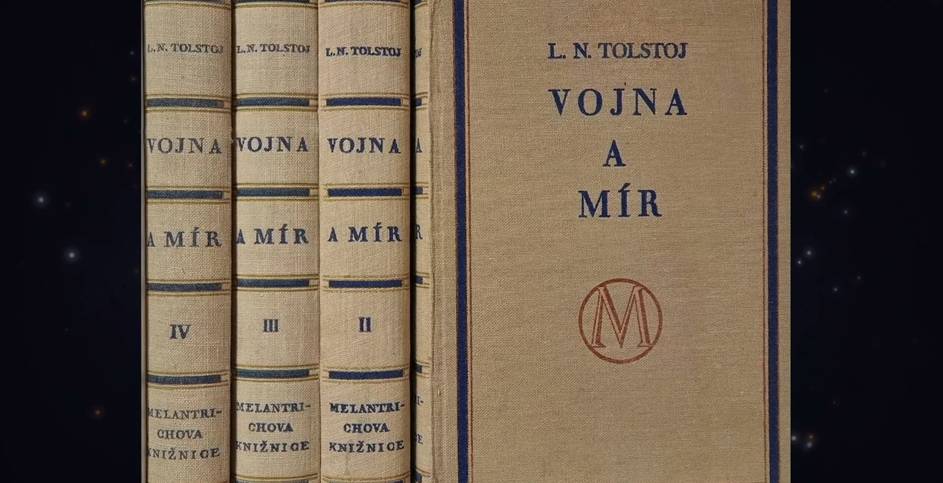 L. N. TOLSTOJ
VOJNA
A MÍR
IV
MELANTRI-
CHOVA
KNIŽNICE
L. N. TOLSTOJ
VOJNA
A MÍR
III
MELANTRI-
CHOVA
KNIŽNICE
L. N. TOLSTOJ
VOJNA
A MÍR
II
MELANTRI-
CHOVA
KNIŽNICE
L. N. TOLSTOJ
VOJNA
A
MÍR
M